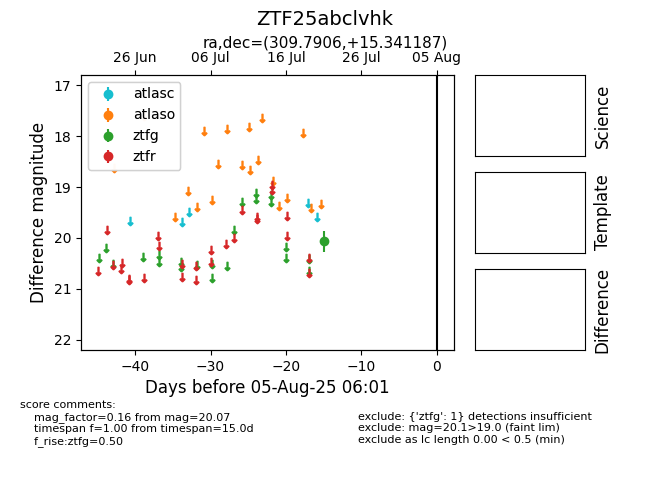 ZTF25abclvhk
ra,dec=(309.7906,+15.341187)
26 Jun 06 Jul 16 Jul 26 Jul 05 Aug
17
18
19
20
21
22
Difference magnitude
atlasc
atlaso
ztfg
ztfr
−40 −30 −20 −10 0
Days before 05-Aug-25 06:01
Science
Template
Difference
score comments:
mag_factor=0.16 from mag=20.07
timespan f=1.00 from timespan=15.0d
f_rise:ztfg=0.50
exclude: {'ztfg': 1} detections insufficient
exclude: mag=20.1>19.0 (faint lim)
exclude as lc length 0.00 < 0.5 (min)